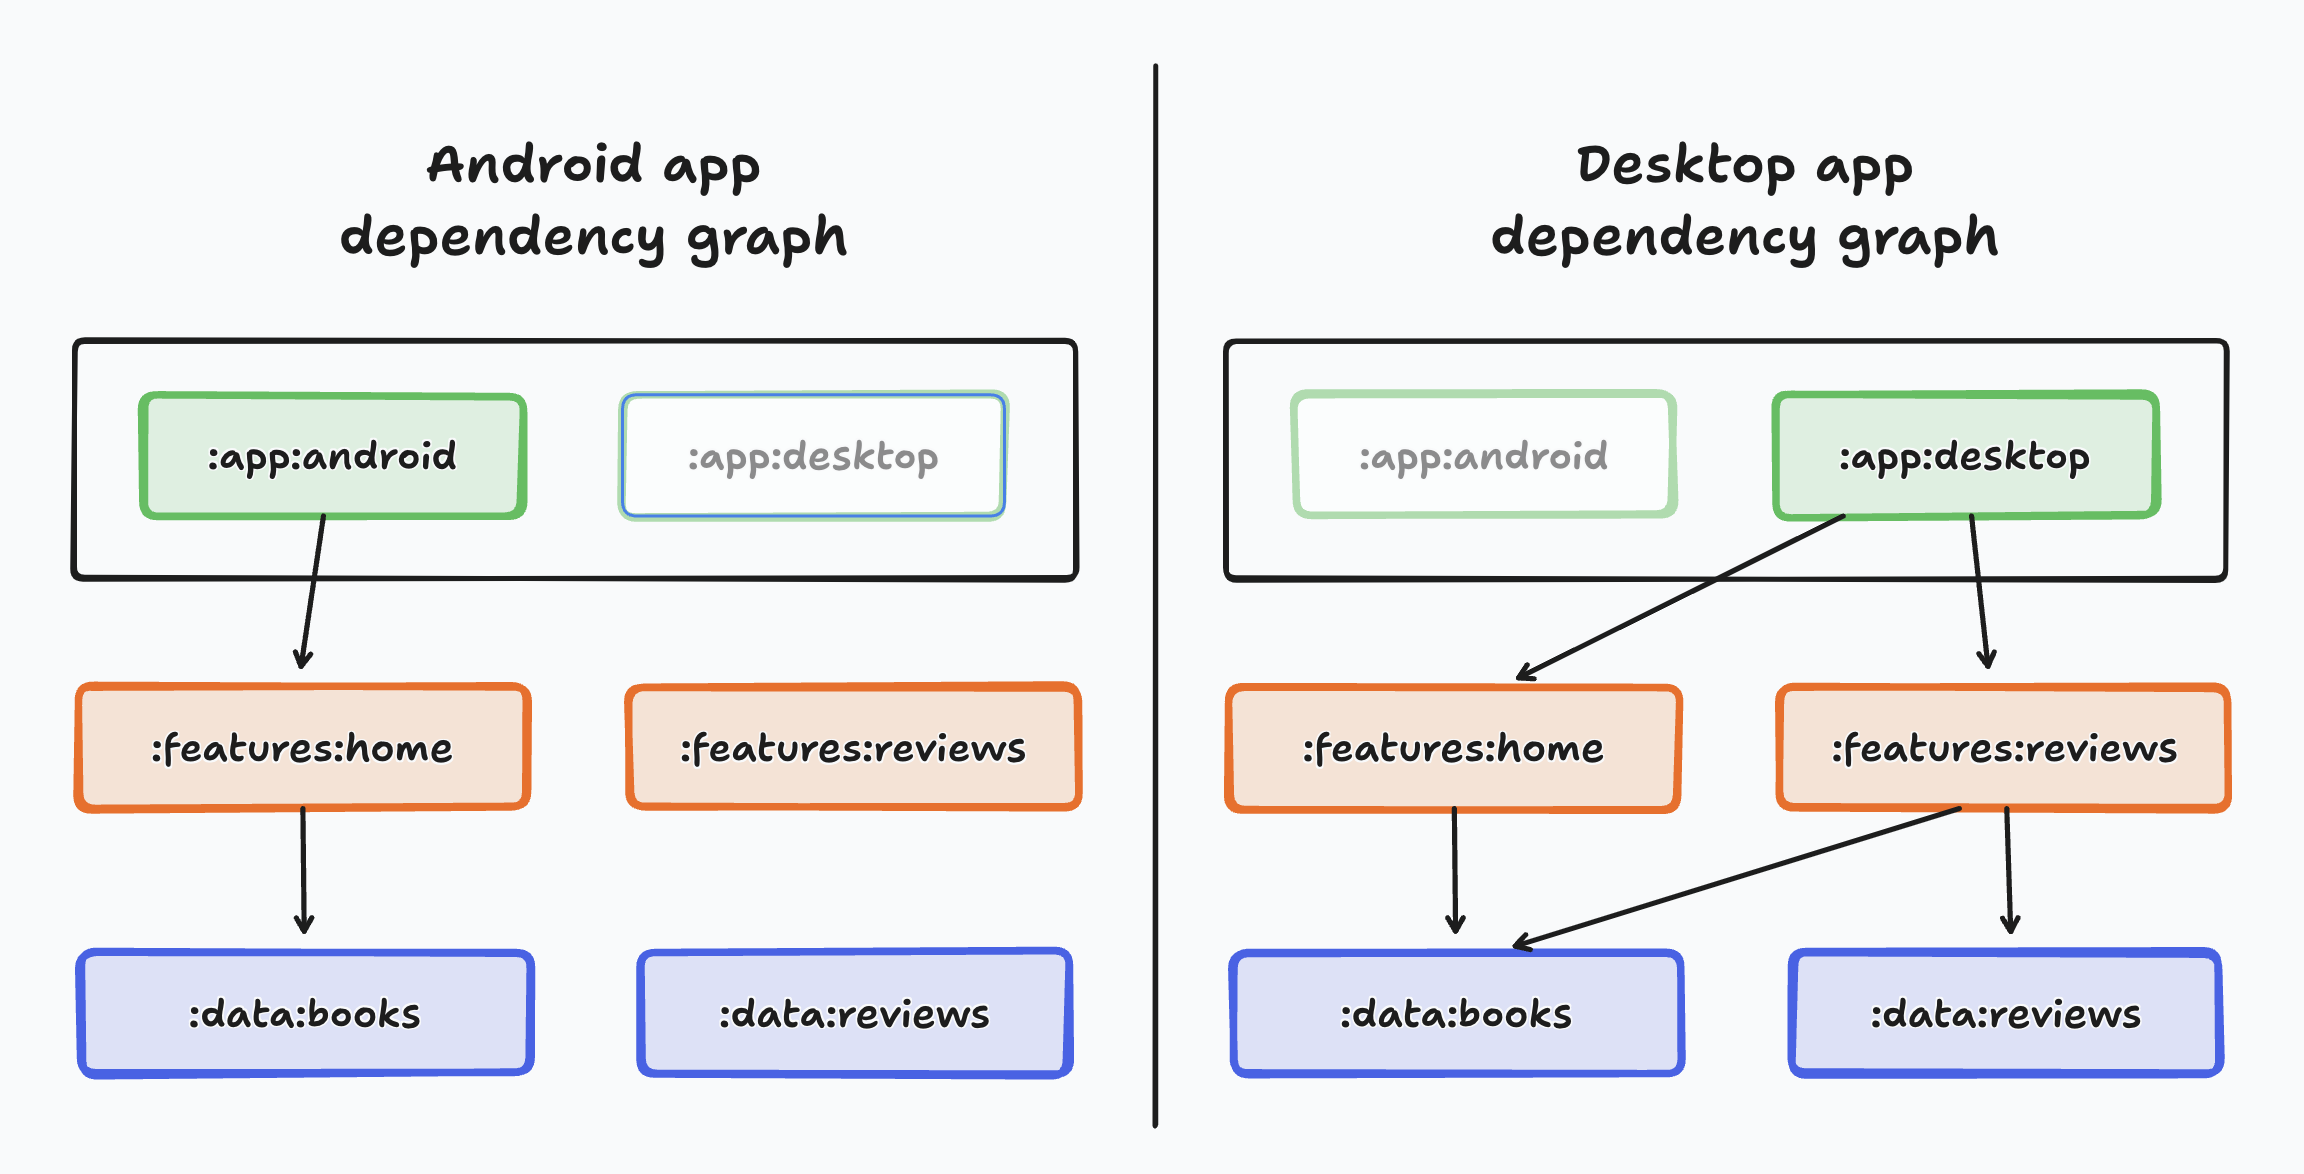 Android app
dependency graph
:app:android
:app:desktop
:features:home
:features:reviews
:data:books
:data:reviews
Desktop app
dependency graph
:app:android
:app:desktop
:features:home
:features:reviews
:data:books
:data:reviews